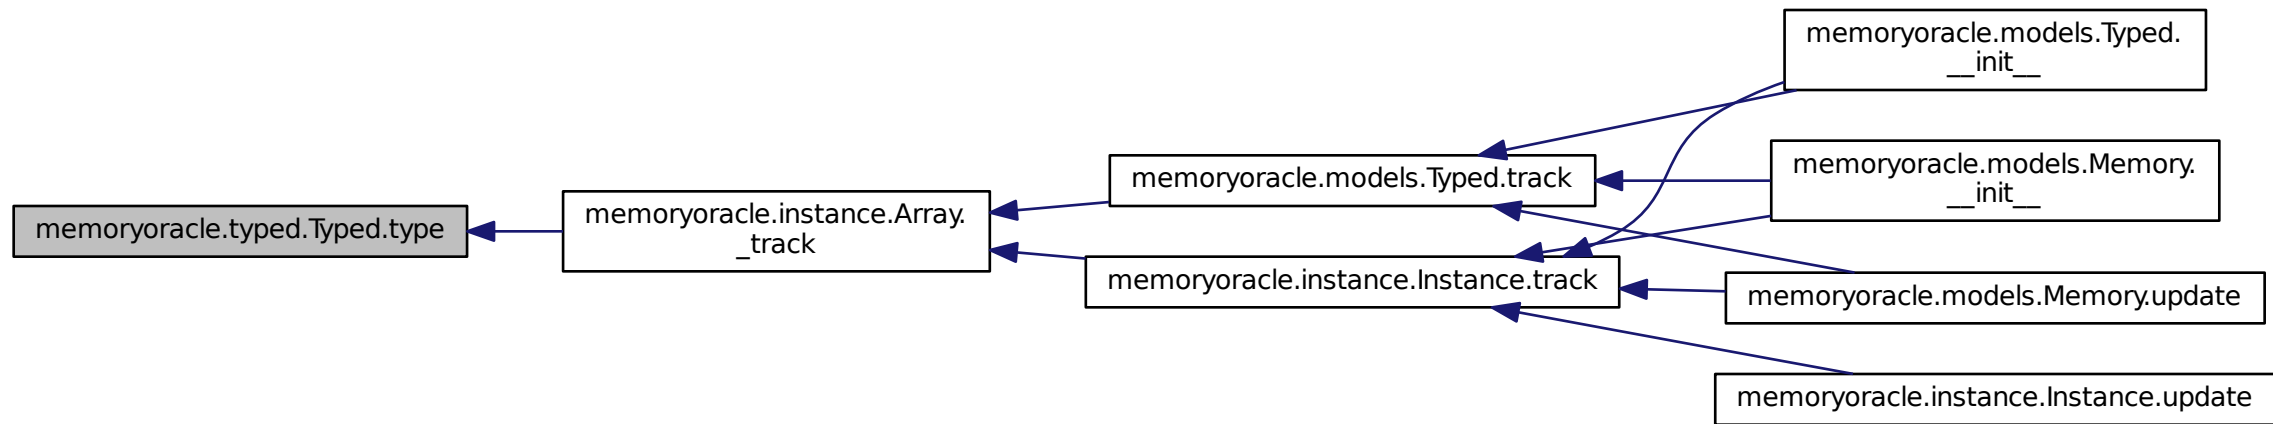 memoryoracle.typed.Typed.type
memoryoracle.instance.Array.
_track
memoryoracle.models.Typed.track
memoryoracle.instance.Instance.track
memoryoracle.models.Typed.
__init__
memoryoracle.models.Memory.
__init__
memoryoracle.models.Memory.update
memoryoracle.instance.Instance.update